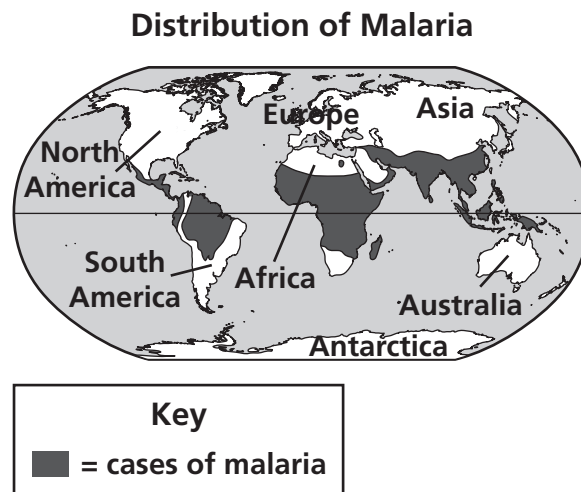 Distribution of Malaria
Europe
Asia
North
America
South
America
Africa
Australia
Antarctica
Key
= cases of malaria